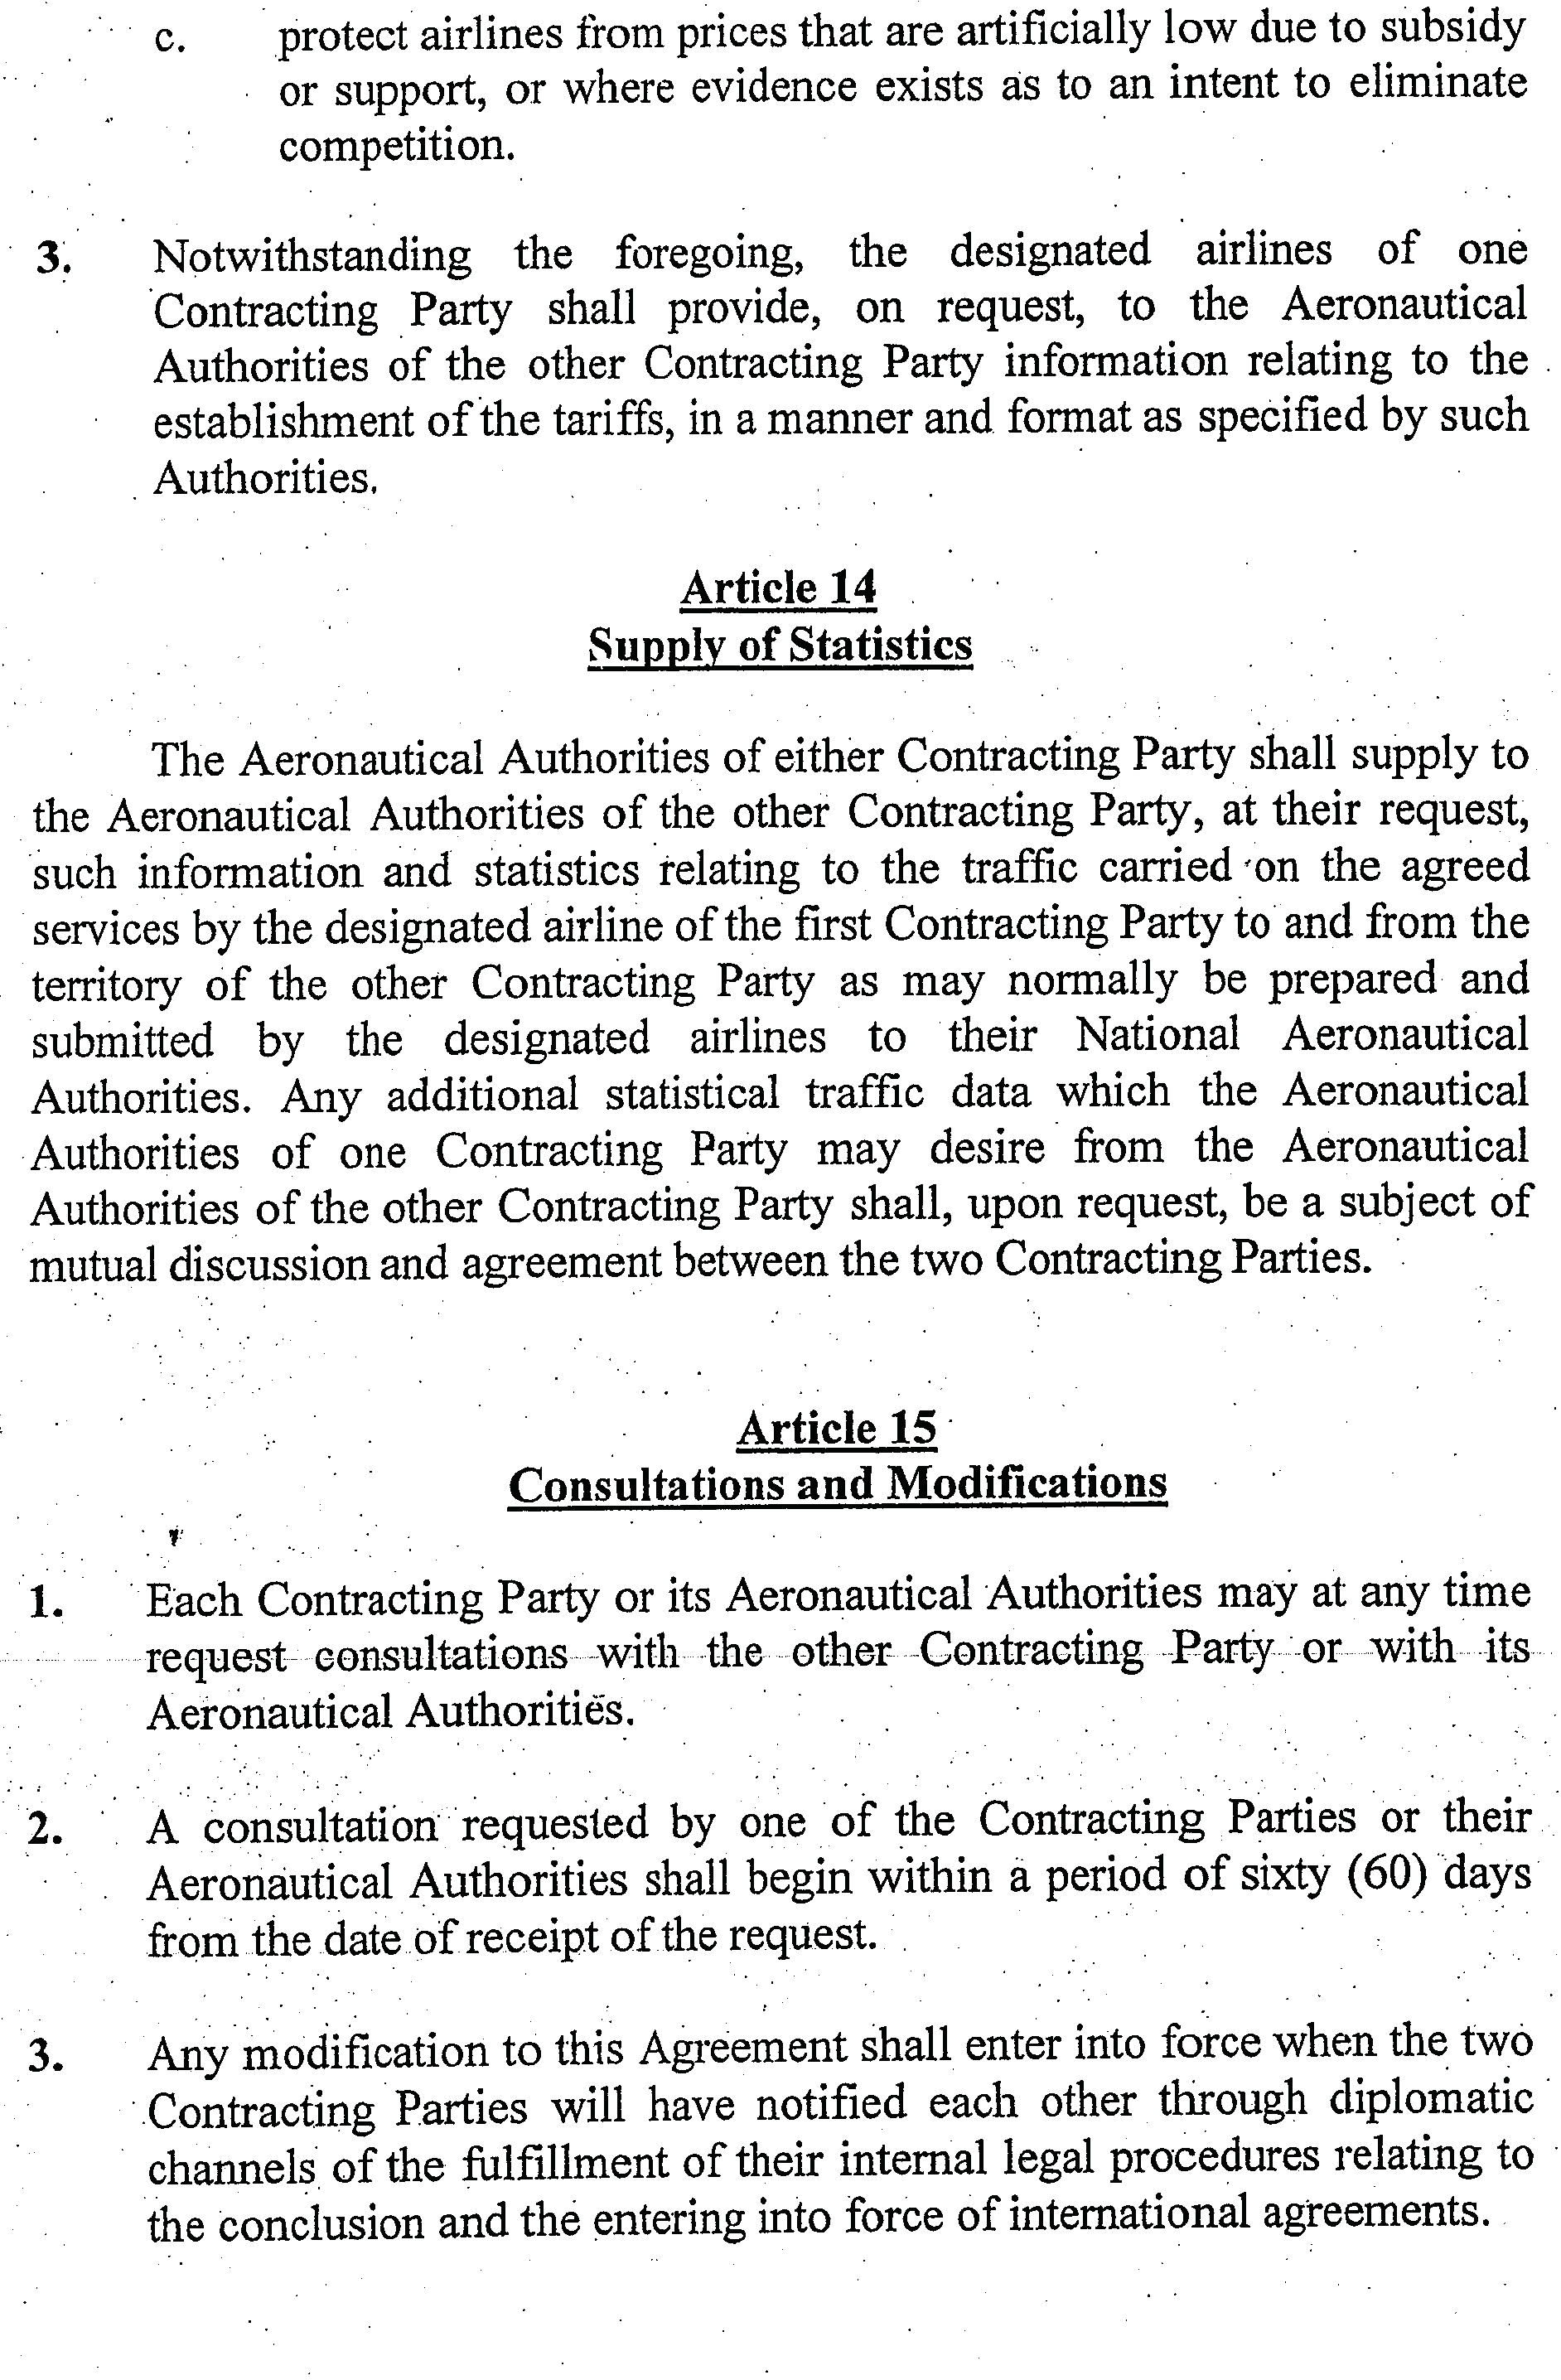 c. protect airlines from prices that are artificially low due to subsidy
or support, or where evidence exists as to an intent to eliminate
competition.
3. Notwithstanding the foregoing, the designated airlines of one
Contracting Party shall provide, on request, to the Aeronautical
Authorities of the other Contracting Party information relating to the
establishment of the tariffs, in a manner and format as specified by such
Authorities.
Article 14
Supply of Statistics
The Aeronautical Authorities of either Contracting Party shall supply to
the Aeronautical Authorities of the other Contracting Party, at their request,
such information and statistics relating to the traffic carried on the agreed
services by the designated airline of the first Contracting Party to and from the
territory of the other Contracting Party as may normally be prepared and
submitted by the designated airlines to their National Aeronautical
Authorities. Any additional statistical traffic data which the Aeronautical
Authorities of one Contracting Party may desire from the Aeronautical
Authorities of the other Contracting Party shall, upon request, be a subject of
mutual discussion and agreement between the two Contracting Parties.
Article 15
Consultations and Modifications
1. Each Contracting Party or its Aeronautical Authorities may at any time
request consultations with the other Contracting Party or with its
Aeronautical Authorities.
2. A consultation requested by one of the Contracting Parties or their
Aeronautical Authorities shall begin within a period of sixty (60) days
from the date of receipt of the request.
3. Any modification to this Agreement shall enter into force when the two
Contracting Parties will have notified each other through diplomatic
channels of the fulfillment of their internal legal procedures relating to
the conclusion and the entering into force of international agreements.